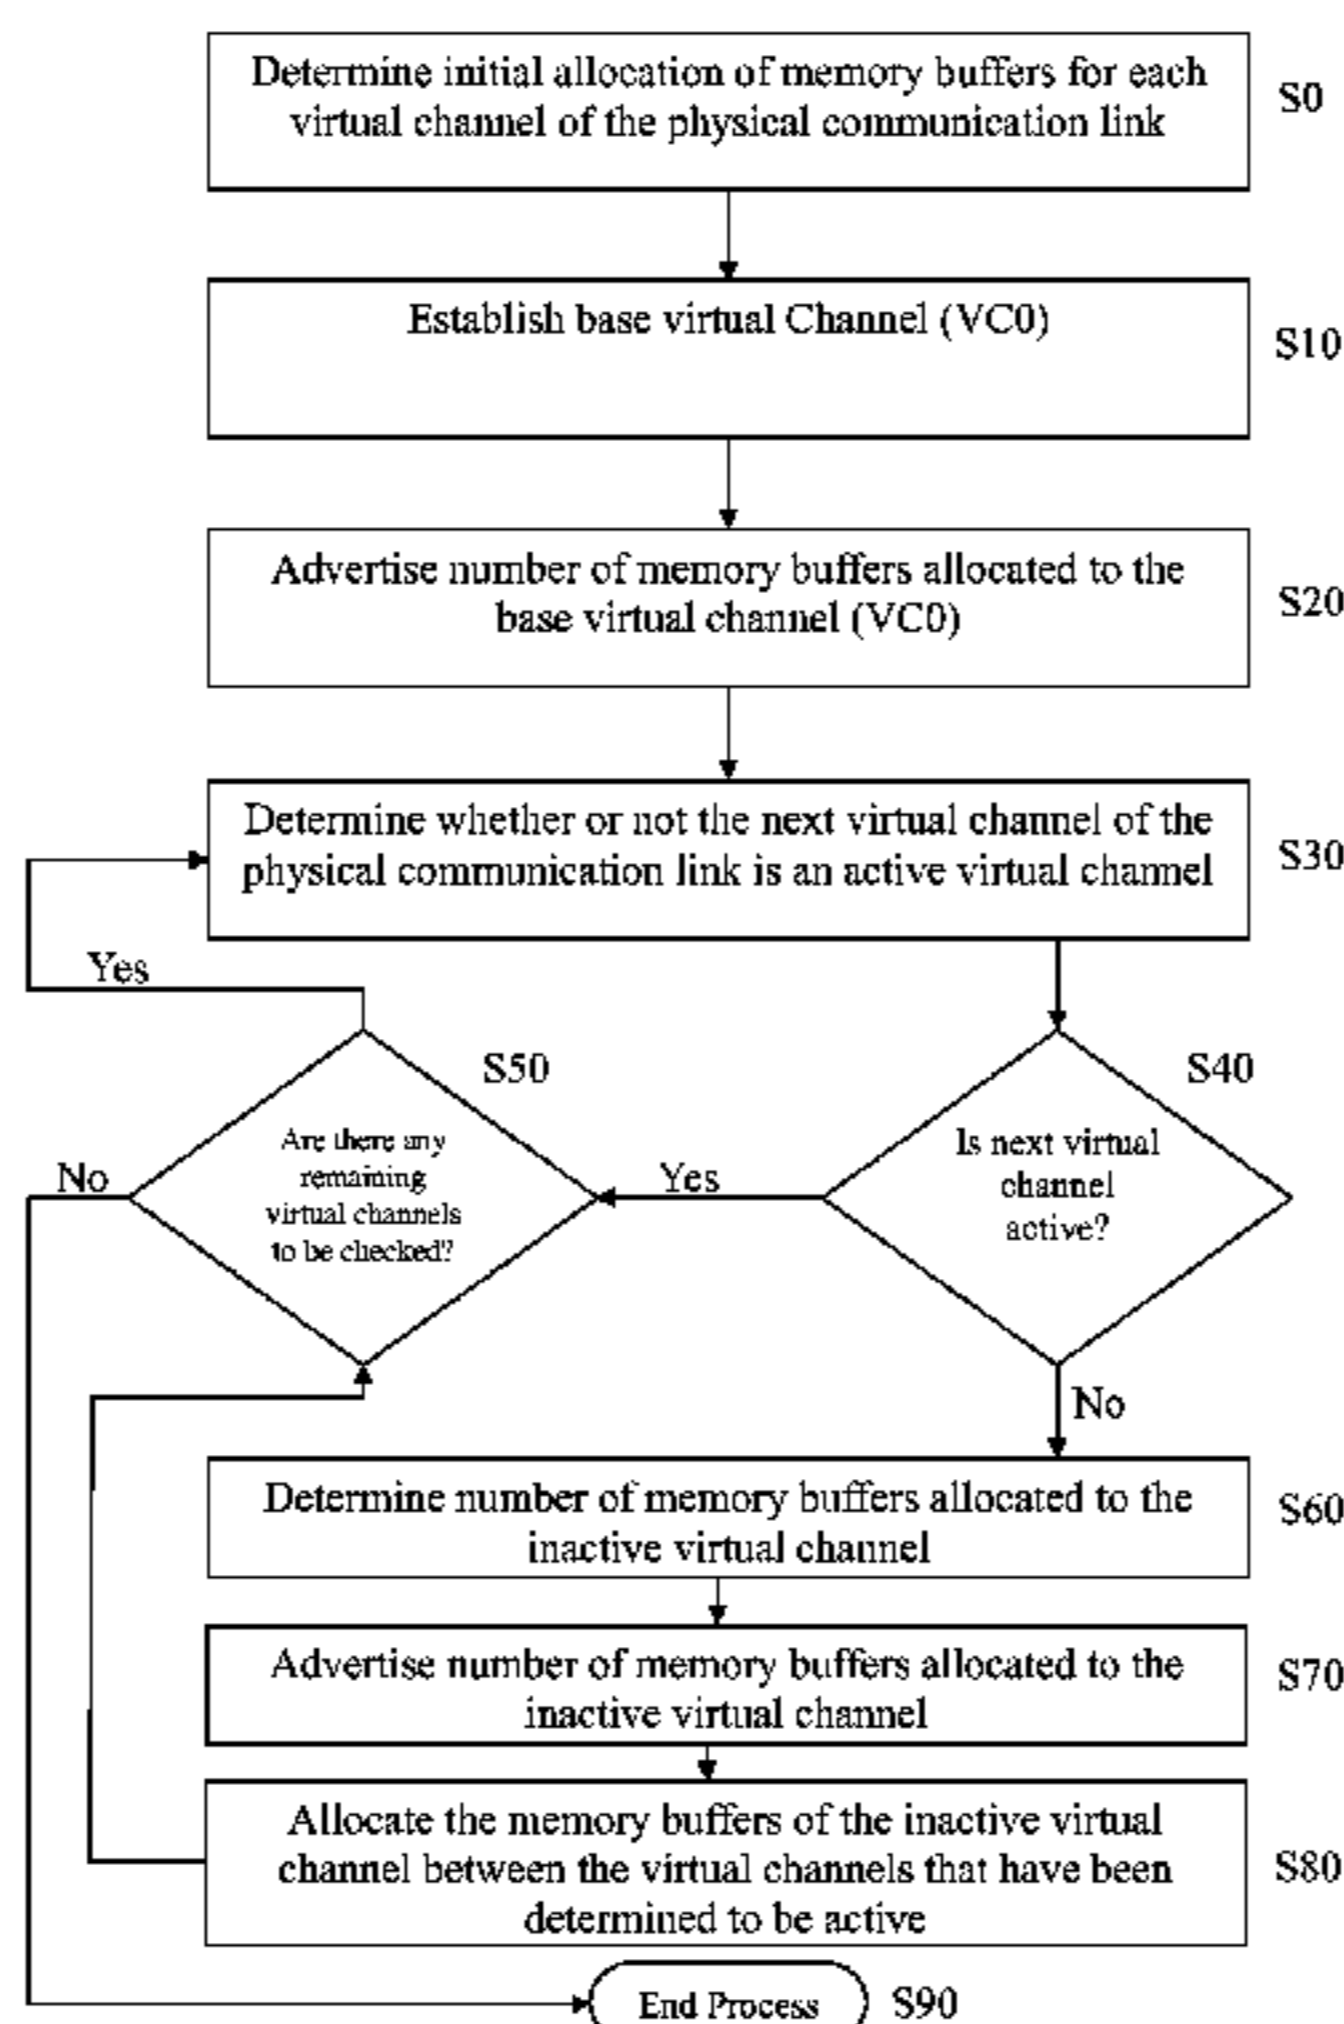 Determine initial allocation of memory buffers for each
virtual channel of the physical communication link
S0
Establish base virtual Channel (VC0)
S10
Advertise number of memory buffers allocated to the
base virtual channel (VC0)
S20
Determine whether or not the next virtual channel of the
physical communication link is an active virtual channel
S30
Yes
S50
S40
Are there any
remaining
virtual channels
to be checked?
No
Yes
Is next virtual
channel
active?
No
Determine number of memory buffers allocated to the
inactive virtual channel
S60
Advertise number of memory buffers allocated to the
inactive virtual channel
S70
Allocate the memory buffers of the inactive virtual
channel between the virtual channels that have been
determined to be active
S80
End Process
S90